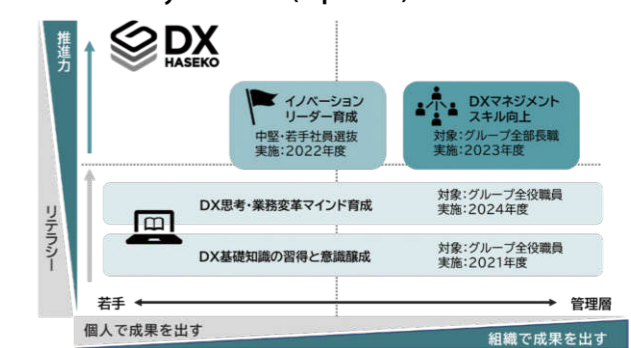 推進力
DX
HASEKO
イノベーション
リーダー育成
中堅・若手社員選抜
実施:2022年度
DXマネジメント
スキル向上
対象:グループ全部長職
実施:2023年度
リテラシー
DX思考・業務変革マインド育成
対象:グループ全役職員
実施:2024年度
DX基礎知識の習得と意識醸成
対象:グループ全役職員
実施:2021年度
若手
管理層
個人で成果を出す
組織で成果を出す